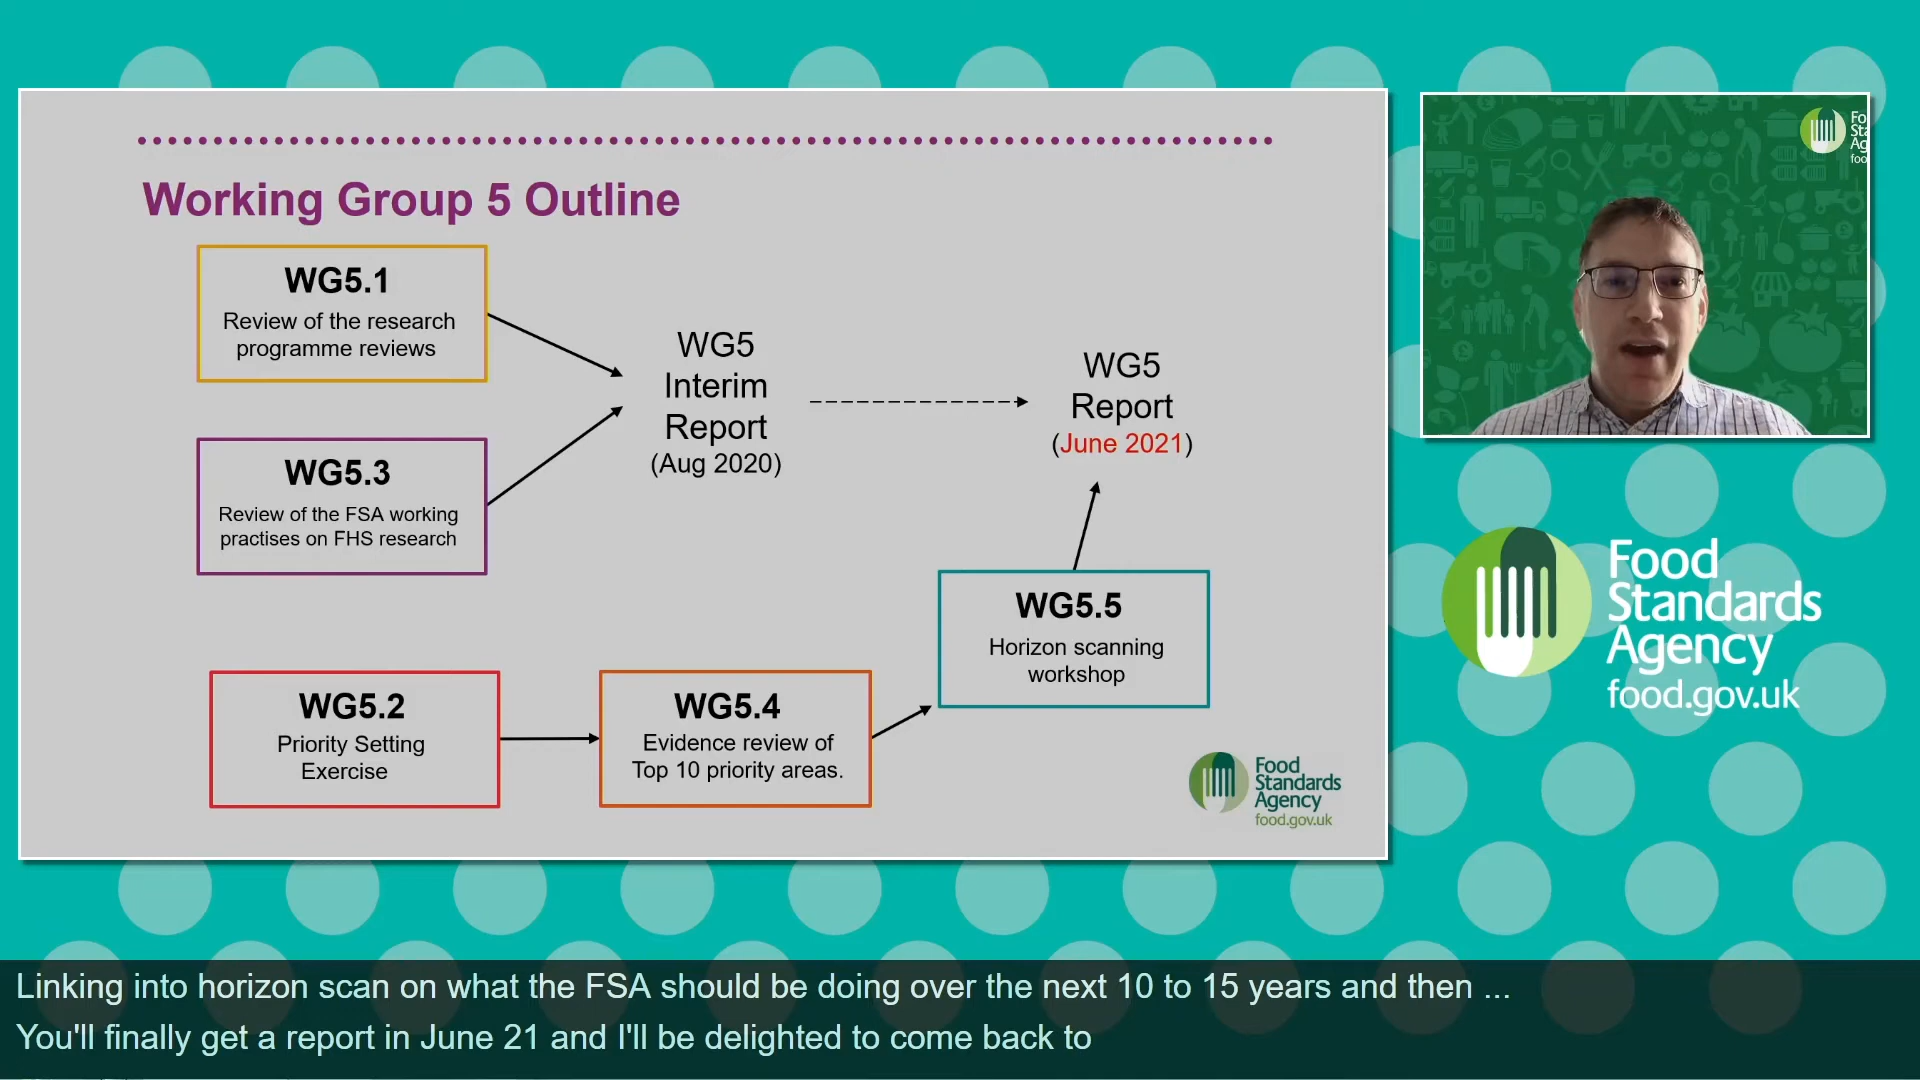 Working Group 5 Outline
WG5.1
Review of the research
programme reviews
WG5
Interim
Report
(Aug 2020)
WG5
Report
(June 2021)
WG5.3
Review of the FSA working
practises on FHS research
WG5.5
Horizon scanning
workshop
WG5.2
Priority Setting
Exercise
WG5.4
Evidence review of
Top 10 priority areas.
Food
Standards
Agency
food.gov.uk
Fo
Sta
Ag
foo
Food
Standards
Agency
food.gov.uk
Linking into horizon scan on what the FSA should be doing over the next 10 to 15 years and then ...
You'll finally get a report in June 21 and I'll be delighted to come back to